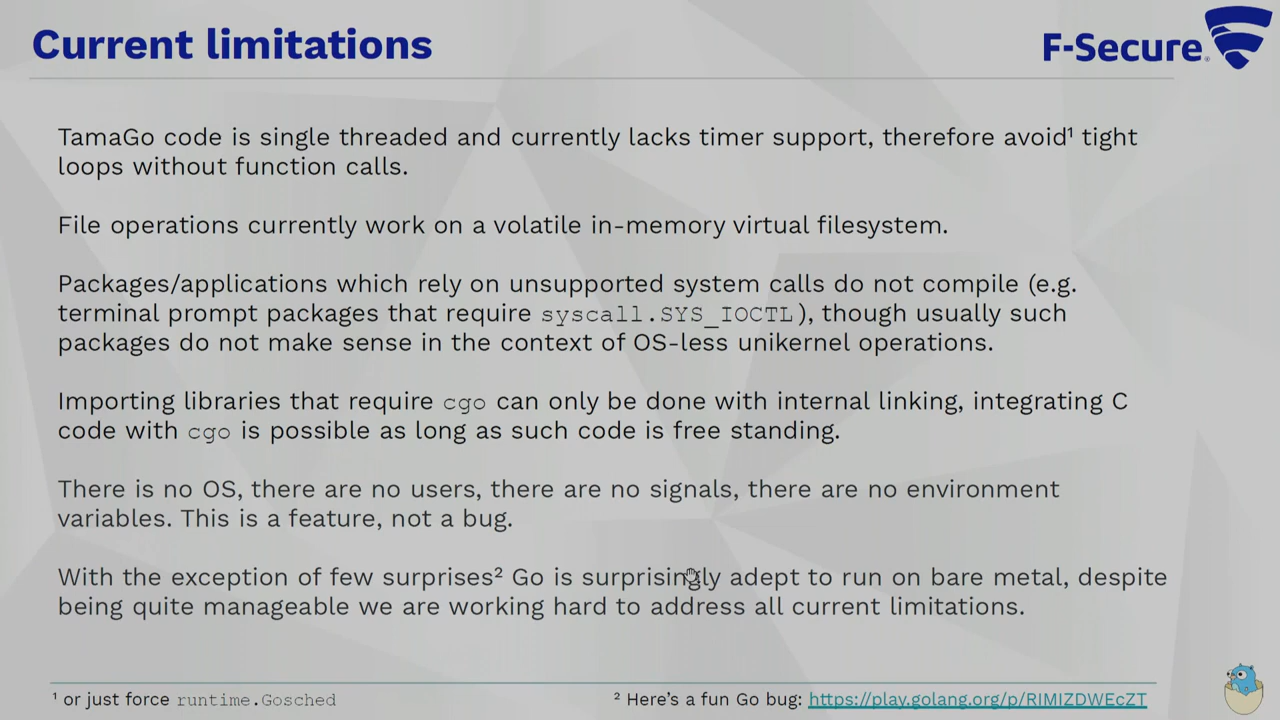 Current limitations
F-Secure®
TamaGo code is single threaded and currently lacks timer support, therefore avoid¹ tight
loops without function calls.
File operations currently work on a volatile in-memory virtual filesystem.
Packages/applications which rely on unsupported system calls do not compile (e.g.
terminal prompt packages that require syscall.SYS_IOCTL), though usually such
packages do not make sense in the context of OS-less unikernel operations.
Importing libraries that require cgo can only be done with internal linking, integrating C
code with cgo is possible as long as such code is free standing.
There is no OS, there are no users, there are no signals, there are no environment
variables. This is a feature, not a bug.
With the exception of few surprises² Go is surprisingly adept to run on bare metal, despite
being quite manageable we are working hard to address all current limitations.
¹ or just force runtime.Gosched
² Here's a fun Go bug: https://play.golang.org/p/RIMIZDWEcZT